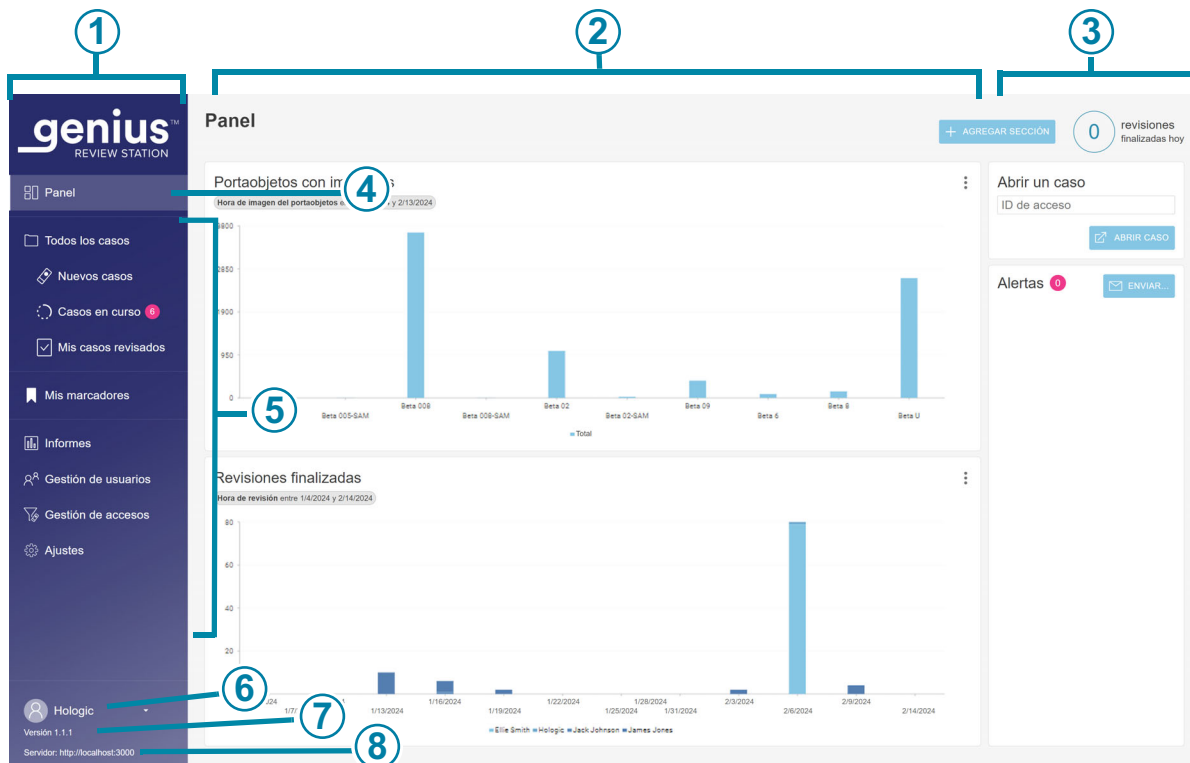 1
2
3
genius™
REVIEW STATION
Panel
Todos los casos
Nuevos casos
Casos en curso 6
Mis casos revisados
Mis marcadores
Informes
Gestión de usuarios
Gestión de accesos
Ajustes
Hologic
Versión 1.1.1
Servidor: http://localhost:3000
4
5
6
7
8
Panel
+ AGREGAR SECCIÓN
0 revisiones
finalizadas hoy
Portaobjetos con
Hora de imagen del portaobjetos y 2/13/2024
3800
2850
1900
950
0
Beta 005-SAM
Beta 008
Beta 008-SAM
Beta 02
Beta 02-SAM
Beta 09
Beta 6
Beta 8
Beta U
Total
Revisiones finalizadas
Hora de revisión entre 1/4/2024 y 2/14/2024
80
60
40
20
1/13/2024
1/16/2024
1/19/2024
1/22/2024
1/25/2024
1/28/2024
1/31/2024
2/3/2024
2/6/2024
2/9/2024
2/14/2024
Ellie Smith Hologic Jack Johnson James Jones
Abrir un caso
ID de acceso
ABRIR CASO
Alertas 0
ENVIAR...